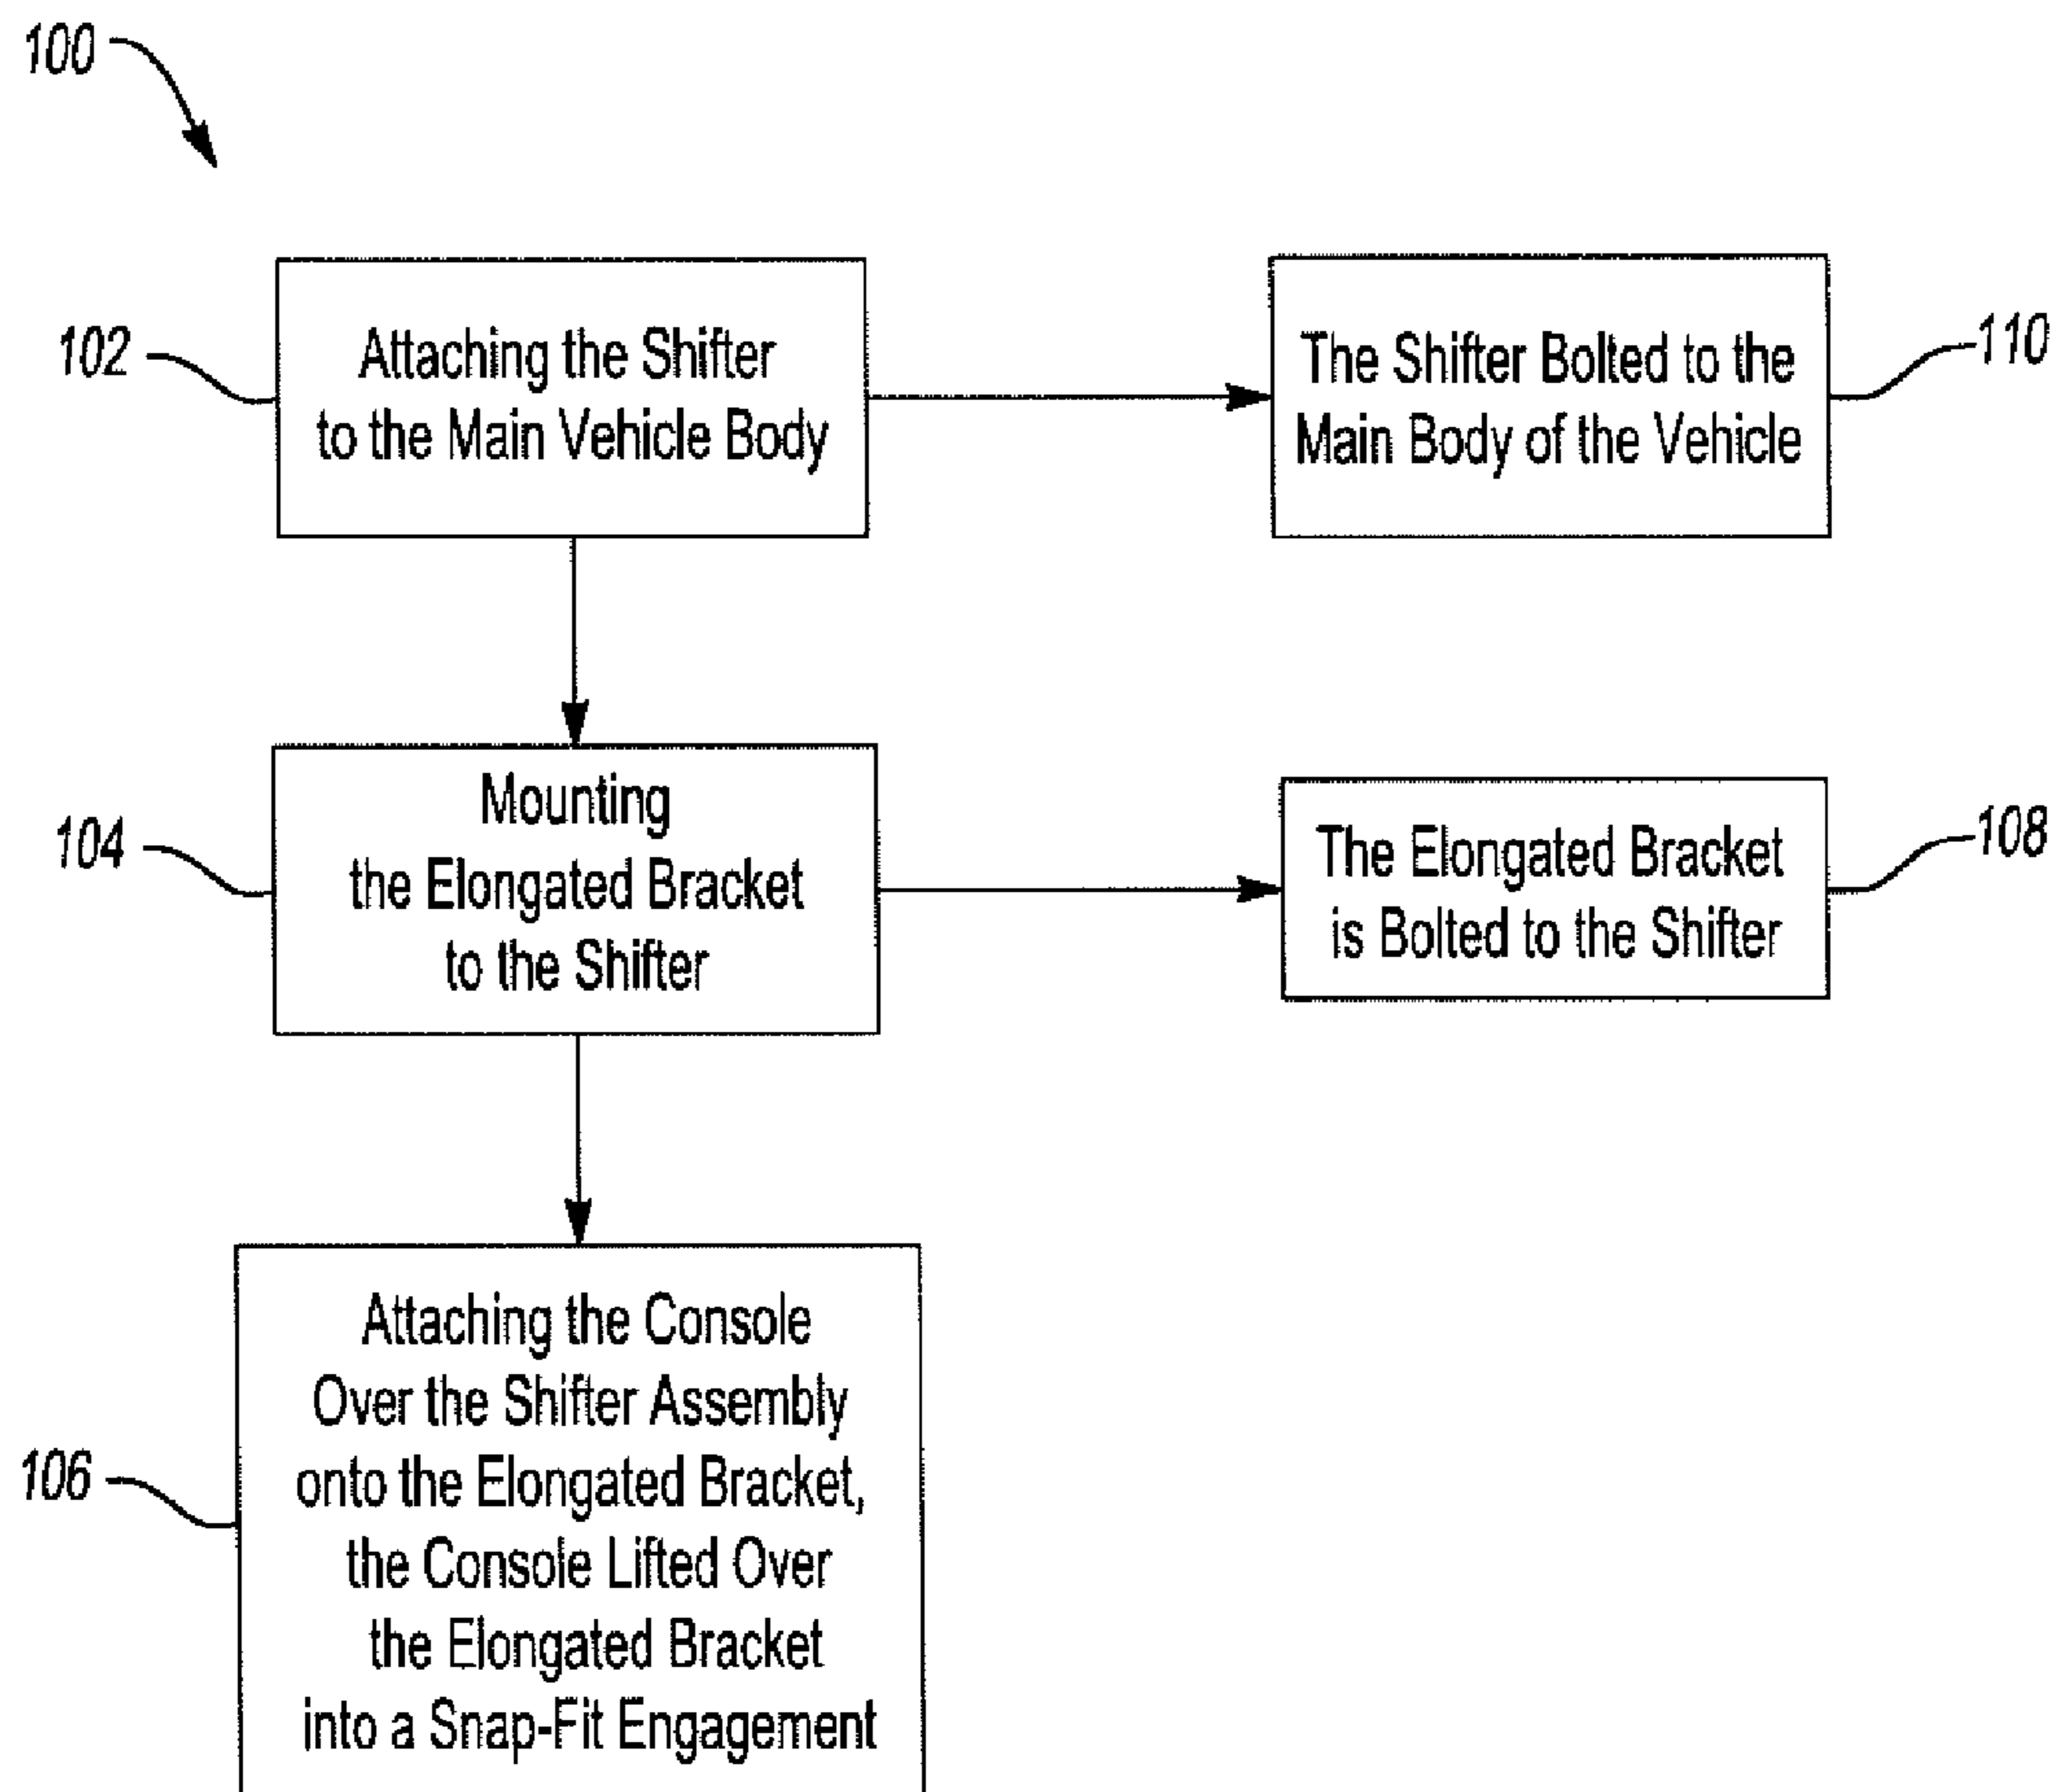 100
102
Attaching the Shifter
to the Main Vehicle Body
The Shifter Bolted to the
Main Body of the Vehicle
110
104
Mounting
the Elongated Bracket
to the Shifter
The Elongated Bracket
is Bolted to the Shifter
108
106
Attaching the Console
Over the Shifter Assembly
onto the Elongated Bracket,
the Console Lifted Over
the Elongated Bracket
into a Snap-Fit Engagement